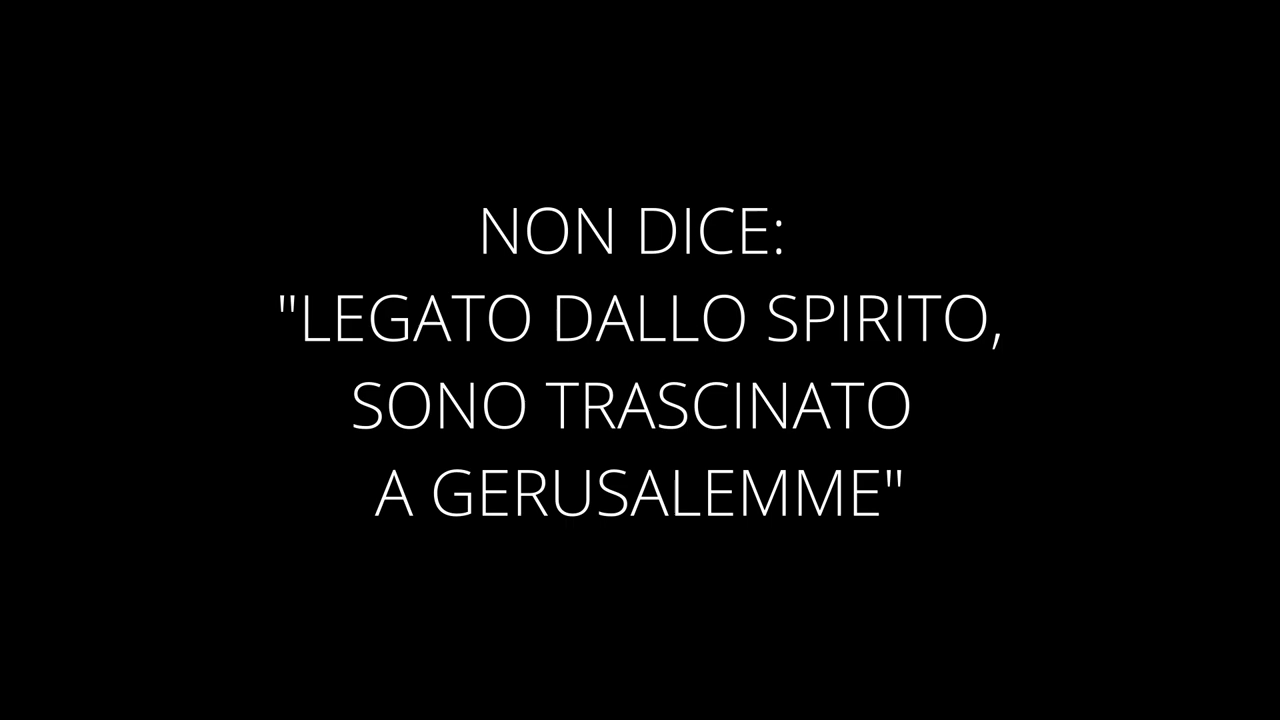 NON DICE:
"LEGATO DALLO SPIRITO,
SONO TRASCINATO
A GERUSALEMME"